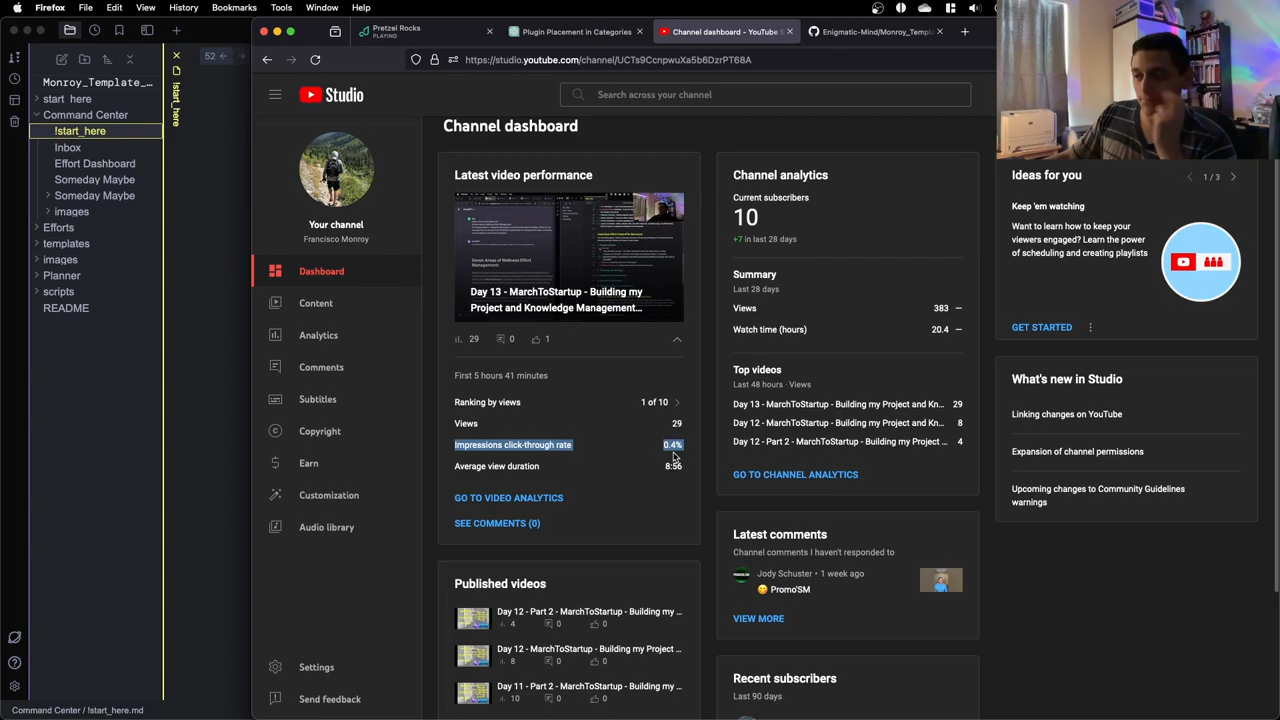 Firefox File Edit View History Bookmarks Tools Window Help
Pretzel Rocks
PLAYING
Plugin Placement in Categories
Channel dashboard - YouTube S
Enigmatic-Mind/Monroy_Templa
https://studio.youtube.com/channel/UCTs9CcnpwuXa5b6DzrPT68A
52
!start_here
Monroy_Template_...
start here
Command Center
!start_here
Inbox
Effort Dashboard
Someday Maybe
Someday Maybe
images
Efforts
templates
images
Planner
scripts
README
Command Center / !start_here.md
Studio
Search across your channel
Your channel
Francisco Monroy
Dashboard
Content
Analytics
Comments
Subtitles
Copyright
Earn
Customization
Audio library
Settings
Send feedback
Channel dashboard
Latest video performance
Day 13 - MarchToStartup - Building my
Project and Knowledge Management...
29 0 1
First 5 hours 41 minutes
Ranking by views 1 of 10
Views 29
Impressions click-through rate 0.4%
Average view duration 8:56
GO TO VIDEO ANALYTICS
SEE COMMENTS (0)
Published videos
Day 12 - Part 2 - MarchToStartup - Building my ...
4 0 0
Day 12 - MarchToStartup - Building my Project ...
8 0 0
Day 11 - Part 2 - MarchToStartup - Building my ...
10 0 0
Channel analytics
Current subscribers
10
+7 in last 28 days
Summary
Last 28 days
Views 383 —
Watch time (hours) 20.4 —
Top videos
Last 48 hours · Views
Day 13 - MarchToStartup - Building my Project and Kn... 29
Day 12 - MarchToStartup - Building my Project and Kn... 8
Day 12 - Part 2 - MarchToStartup - Building my Project ... 4
GO TO CHANNEL ANALYTICS
Latest comments
Channel comments I haven't responded to
Jody Schuster • 1 week ago
😋 Promo'SM
VIEW MORE
Recent subscribers
Last 90 days
Ideas for you
1 / 3
Keep 'em watching
Want to learn how to keep your
viewers engaged? Learn the power
of scheduling and creating playlists
GET STARTED
What's new in Studio
Linking changes on YouTube
Expansion of channel permissions
Upcoming changes to Community Guidelines
warnings